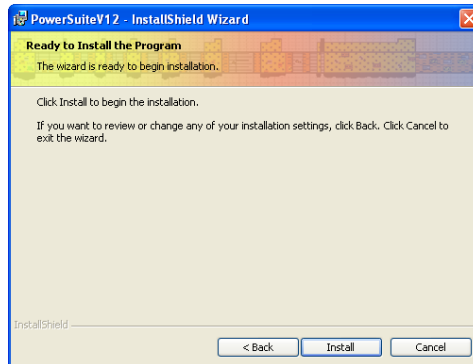 PowerSuiteV12 - InstallShield Wizard
Ready to Install the Program
The wizard is ready to begin installation.
Click Install to begin the installation.
If you want to review or change any of your installation settings, click Back. Click Cancel to
exit the wizard.
InstallShield
< Back Install Cancel